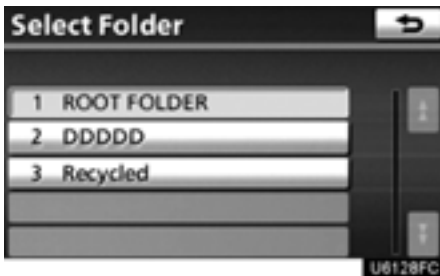 Select Folder
1 ROOT FOLDER
2 DDDDD
3 Recycled
U6128FC